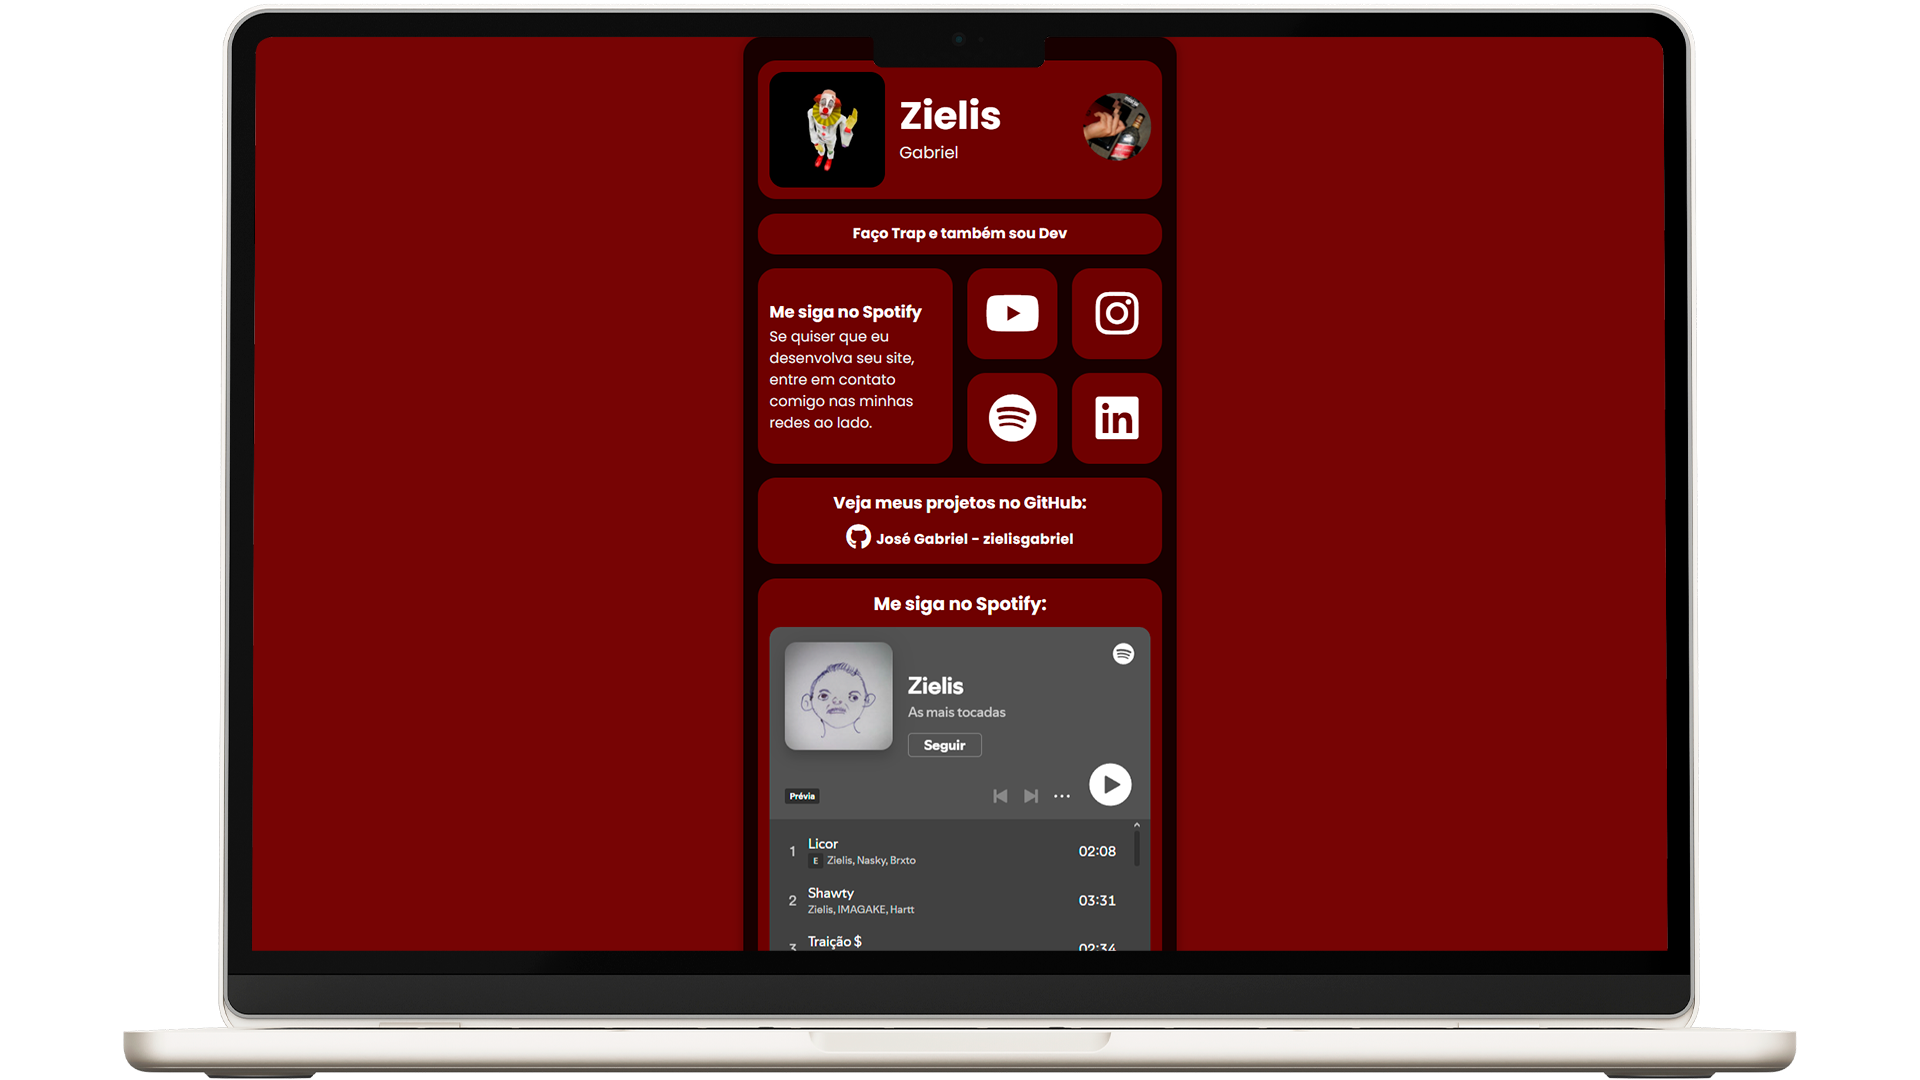 Zielis
Gabriel
Faço Trap e também sou Dev
Me siga no Spotify
Se quiser que eu
desenvolva seu site,
entre em contato
comigo nas minhas
redes ao lado.
in
Veja meus projetos no GitHub:
José Gabriel - zielisgabriel
Me siga no Spotify:
Zielis
As mais tocadas
Seguir
Prévia
1 Licor 02:08
E Zielis, Nasky, Brxto
2 Shawty 03:31
Zielis, IMAGAKE, Hartt
3 Traição $ 02:34